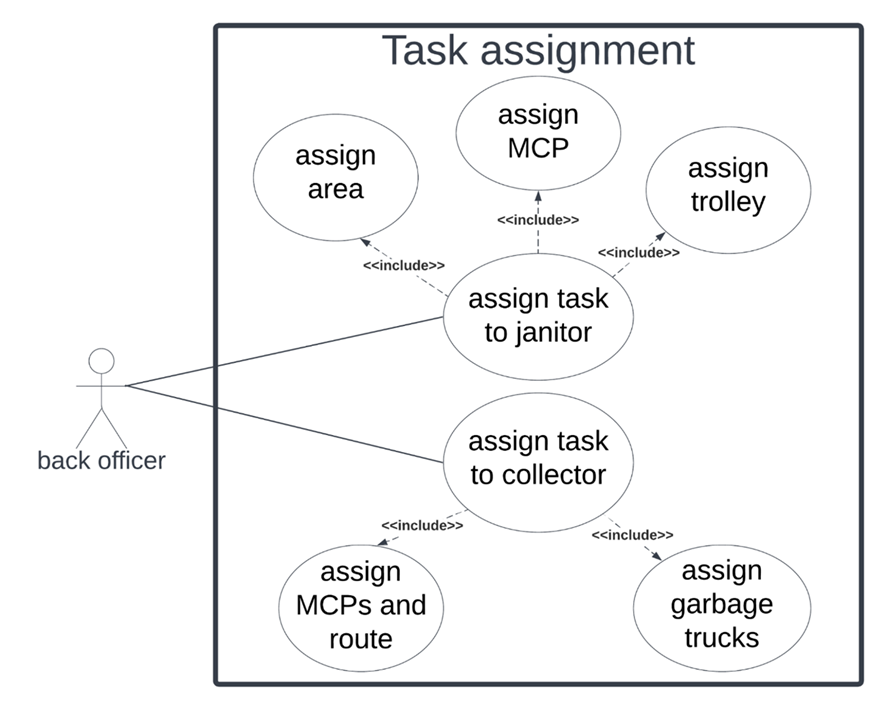 Task assignment
assign
MCP
assign
area
assign
trolley
<<include>>
<<include>>
<<include>>
assign task
to janitor
back officer
assign task
to collector
<<include>>
<<include>>
assign
MCPs and
route
assign
garbage
trucks